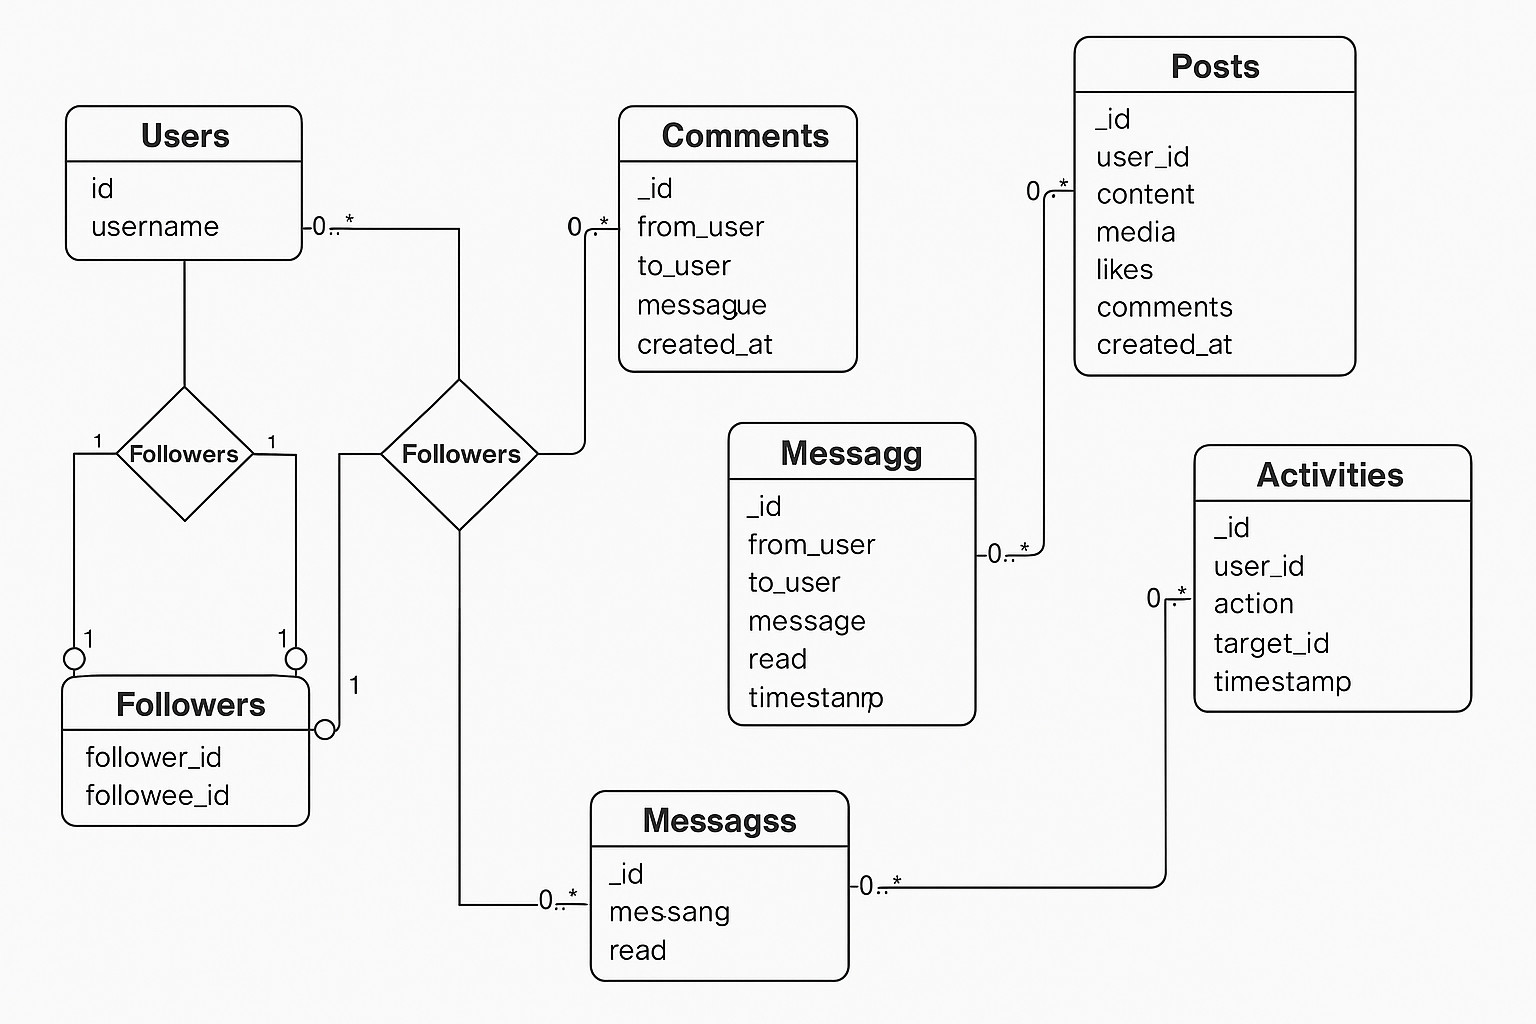 Users
id
username
0..*
Followers
1
1
1
1
Followers
follower_id
followee_id
Followers
1
Comments
_id
from_user
to_user
messague
created_at
0..*
Posts
_id
user_id
content
media
likes
comments
created_at
0..*
Messagg
_id
from_user
to_user
message
read
timestanrp
0..*
Activities
_id
user_id
action
target_id
timestamp
0..*
Messagss
_id
messang
read
0..*
0..*